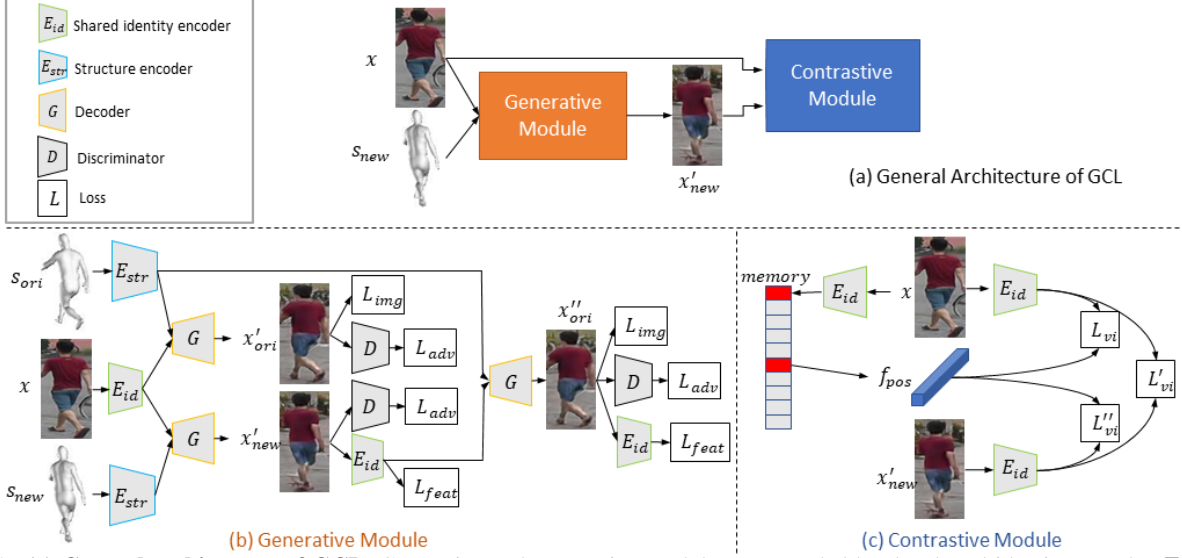 E_id Shared identity encoder
E_str Structure encoder
G Decoder
D Discriminator
L Loss
x
s_new
Generative
Module
x'_new
Contrastive
Module
(a) General Architecture of GCL
s_ori
E_str
G
x'_ori
L_img
D
L_adv
x
E_id
G
x'_new
D
L_adv
E_id
L_feat
s_new
E_str
G
x''_ori
L_img
D
L_adv
E_id
L_feat
(b) Generative Module
memory
E_id
x
E_id
L_vi
f_pos
L'_vi
L''_vi
x'_new
E_id
(c) Contrastive Module